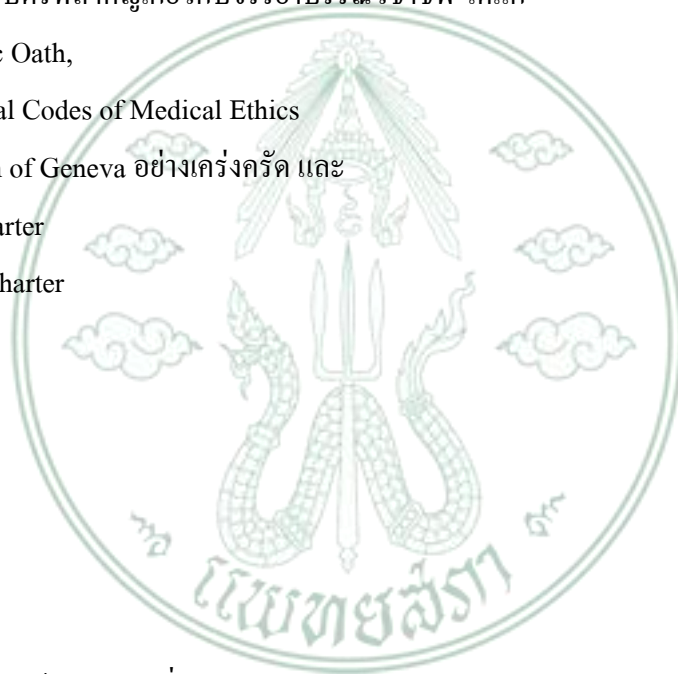 c Oath,
al Codes of Medical Ethics
of Geneva อย่างเคร่งครัด และ
arter
harter
แพทยสภา